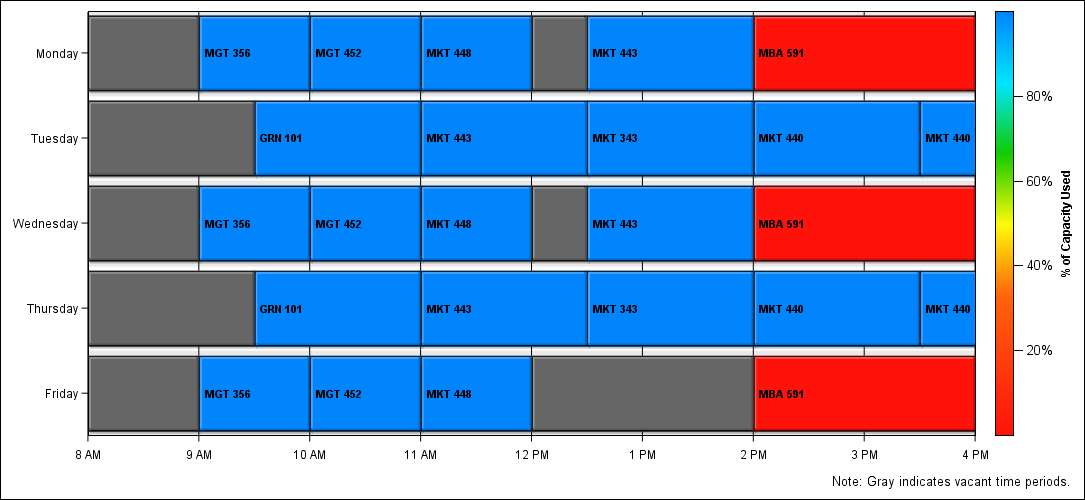 Monday MGT 356 MGT 452 MKT 448 MKT 443 MBA 591
80%
Tuesday GRN 101 MKT 443 MKT 343 MKT 440 MKT 440
60%
Wednesday MGT 356 MGT 452 MKT 448 MKT 443 MBA 591
40%
Thursday GRN 101 MKT 443 MKT 343 MKT 440 MKT 440
20%
Friday MGT 356 MGT 452 MKT 448 MBA 591
% of Capacity Used
8 AM 9 AM 10 AM 11 AM 12 PM 1 PM 2 PM 3 PM 4 PM
Note: Gray indicates vacant time periods.